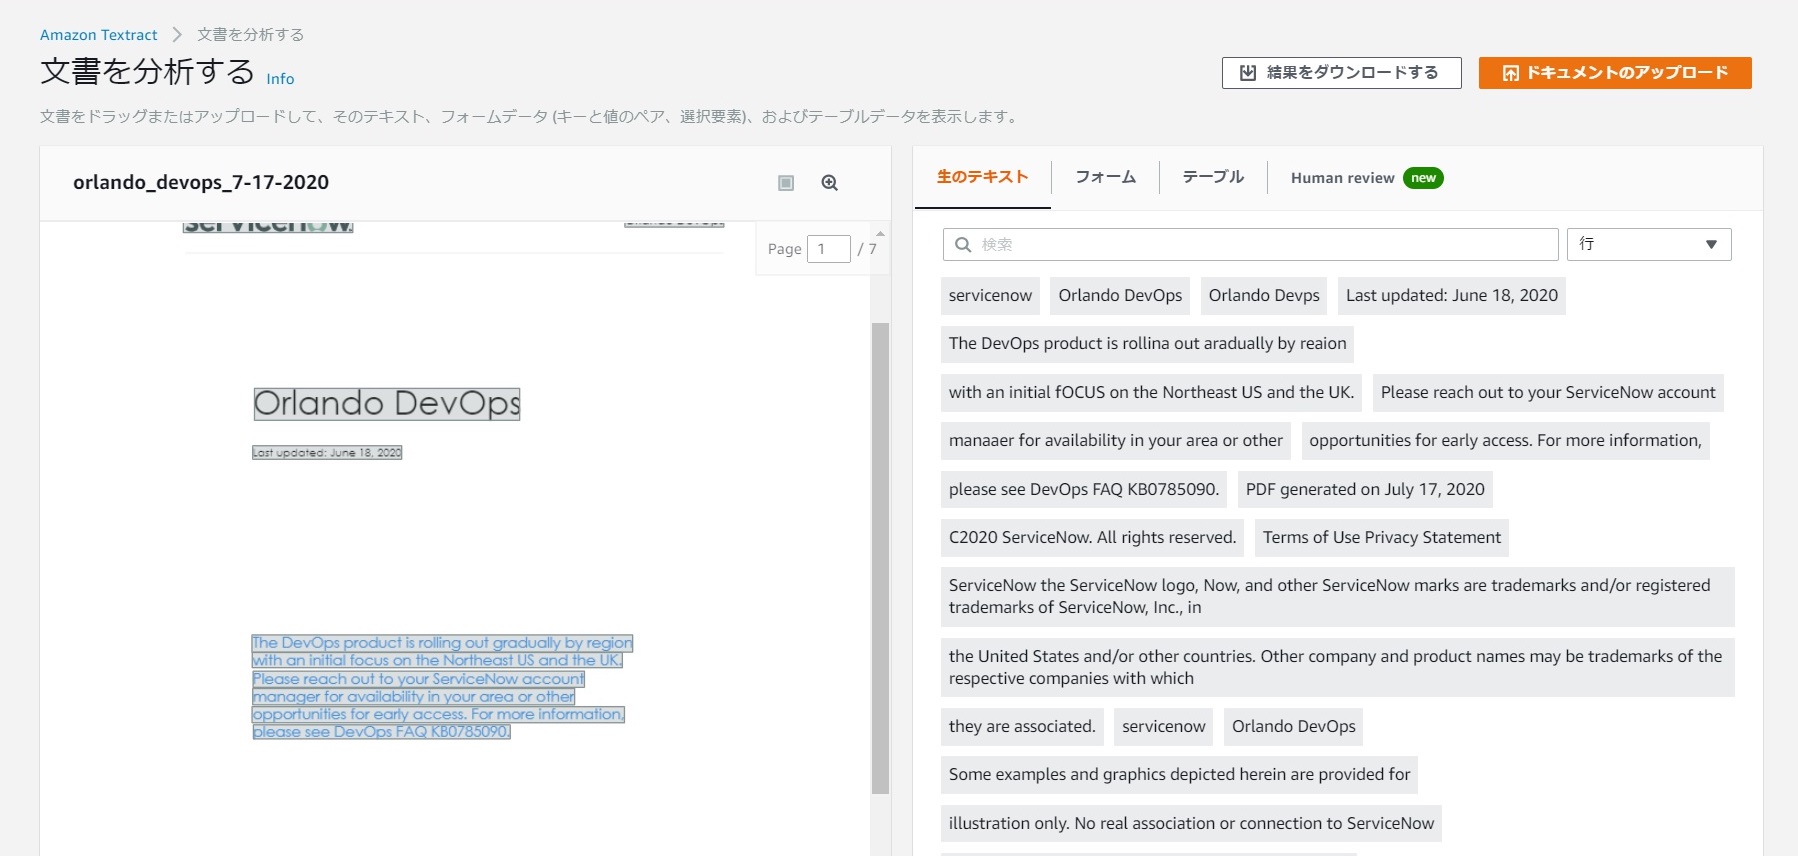 Amazon Textract > 文書を分析する
文書を分析する Info
結果をダウンロードする
ドキュメントのアップロード
文書をドラッグまたはアップロードして、そのテキスト、フォームデータ (キーと値のペア、選択要素)、およびテーブルデータを表示します。
orlando_devops_7-17-2020
servicenow.
Orlando DevOps
Page 1 / 7
Orlando DevOps
Last updated: June 18, 2020
The DevOps product is rolling out gradually by region
with an initial focus on the Northeast US and the UK.
Please reach out to your ServiceNow account
manager for availability in your area or other
opportunities for early access. For more information,
please see DevOps FAQ KB0785090.
生のテキスト フォーム テーブル Human review new
検索 行
servicenow Orlando DevOps Orlando Devps Last updated: June 18, 2020
The DevOps product is rollina out aradually by reaion
with an initial fOCUS on the Northeast US and the UK. Please reach out to your ServiceNow account
manaaer for availability in your area or other opportunities for early access. For more information,
please see DevOps FAQ KB0785090. PDF generated on July 17, 2020
C2020 ServiceNow. All rights reserved. Terms of Use Privacy Statement
ServiceNow the ServiceNow logo, Now, and other ServiceNow marks are trademarks and/or registered
trademarks of ServiceNow, Inc., in
the United States and/or other countries. Other company and product names may be trademarks of the
respective companies with which
they are associated. servicenow Orlando DevOps
Some examples and graphics depicted herein are provided for
illustration only. No real association or connection to ServiceNow